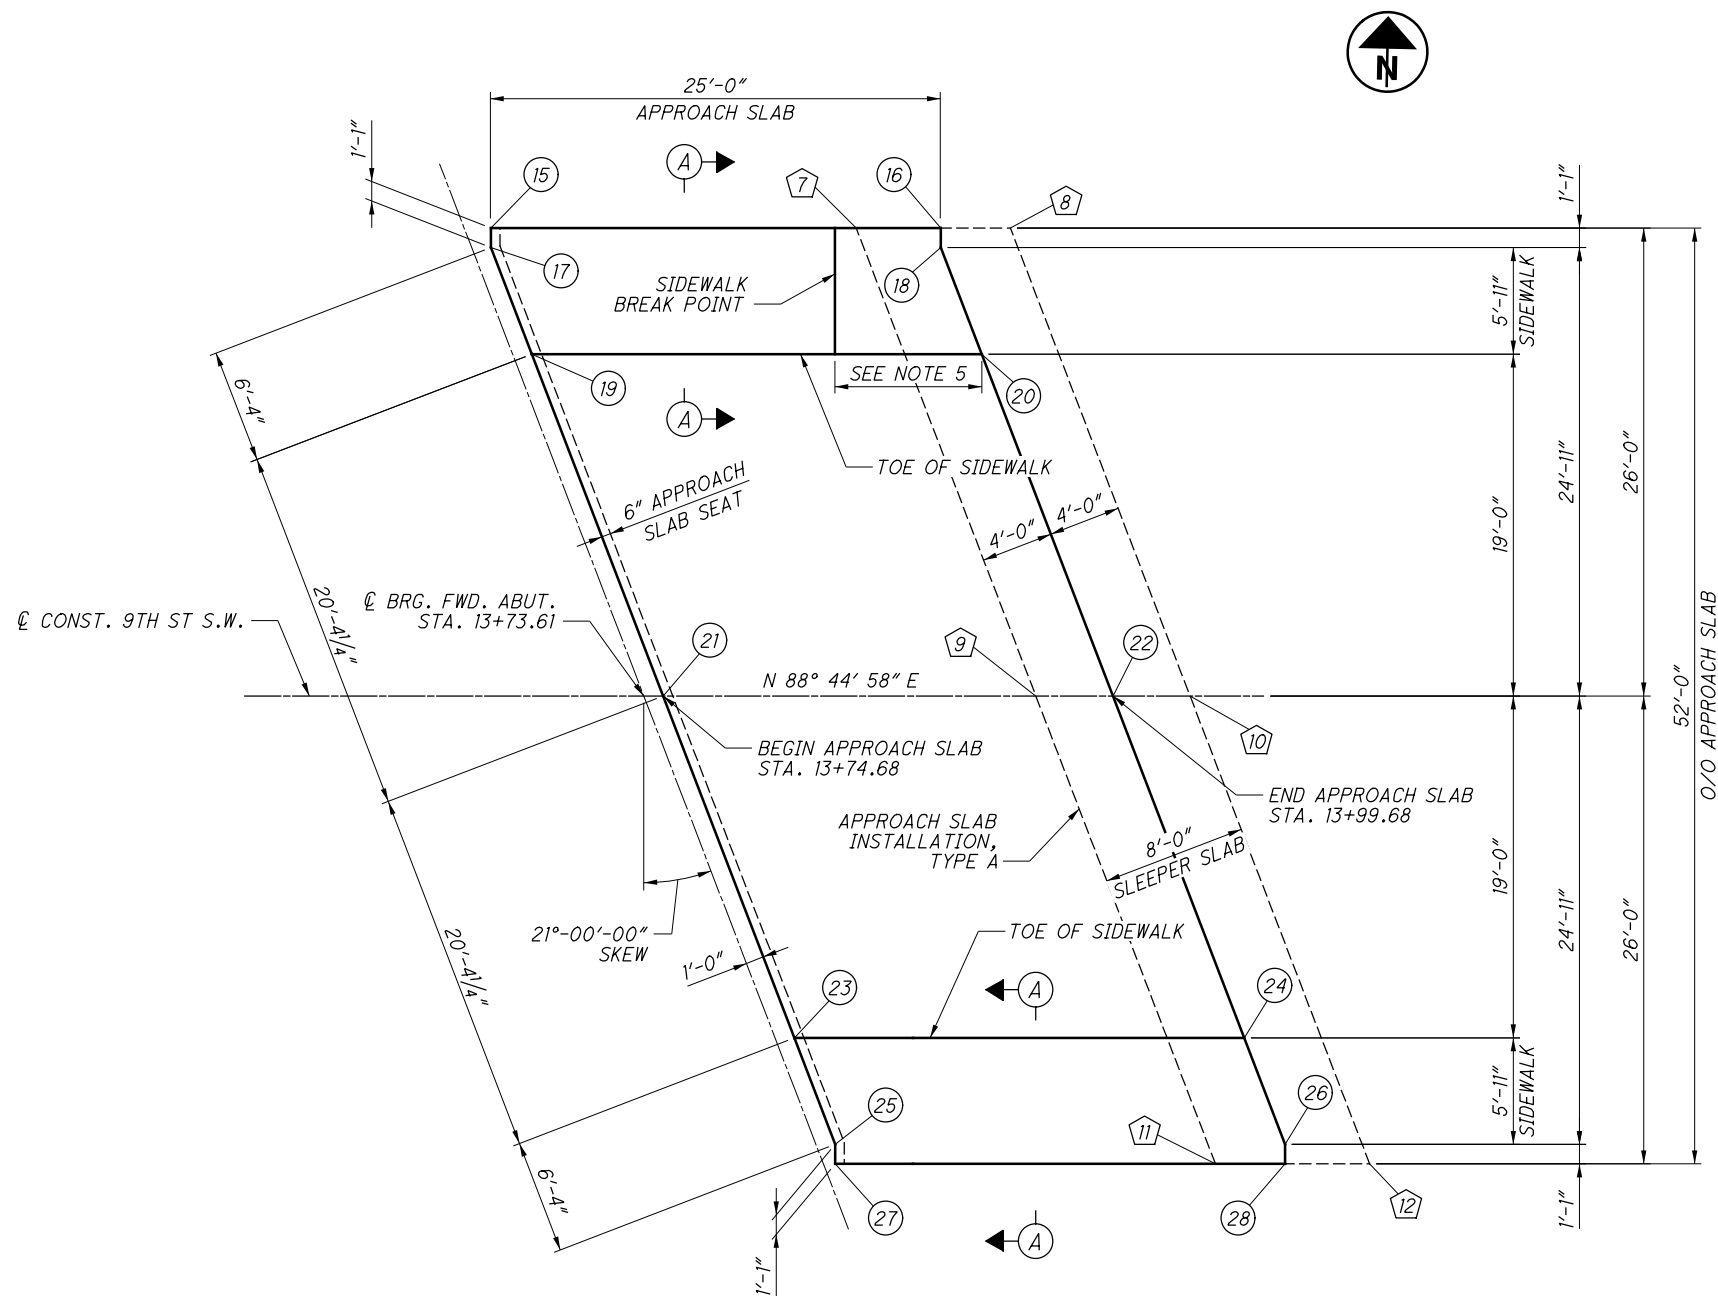 N
25'-0"
APPROACH SLAB
1'-1"
A
15
7
16
8
1'-1"
17
18
SIDEWALK
BREAK POINT
5'-11"
SIDEWALK
SEE NOTE 5
19
20
A
6'-4"
TOE OF SIDEWALK
6" APPROACH
SLAB SEAT
4'-0"
4'-0"
19'-0"
24'-11"
26'-0"
20'-4¼"
℄ CONST. 9TH ST S.W.
℄ BRG. FWD. ABUT.
STA. 13+73.61
21
9
22
N 88° 44' 58" E
52'-0"
O/O APPROACH SLAB
BEGIN APPROACH SLAB
STA. 13+74.68
10
END APPROACH SLAB
STA. 13+99.68
APPROACH SLAB
INSTALLATION,
TYPE A
8'-0"
SLEEPER SLAB
19'-0"
24'-11"
26'-0"
21°-00'-00"
SKEW
TOE OF SIDEWALK
20'-4¼"
1'-0"
23
A
24
25
26
11
5'-11"
SIDEWALK
6'-4"
27
28
12
1'-1"
A
1'-1"